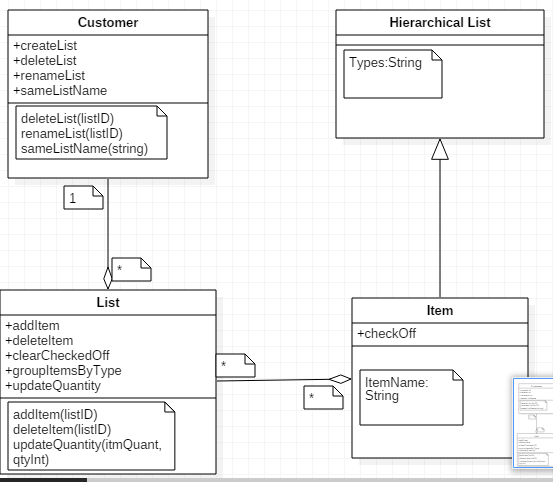 Customer
+createList
+deleteList
+renameList
+sameListName
deleteList(listID)
renameList(listID)
sameListName(string)
Hierarchical List
Types:String
1
*
List
+addItem
+deleteItem
+clearCheckedOff
+groupItemsByType
+updateQuantity
addItem(listID)
deleteItem(listID)
updateQuantity(itmQuant,
qtyInt)
*
*
Item
+checkOff
ItemName:
String